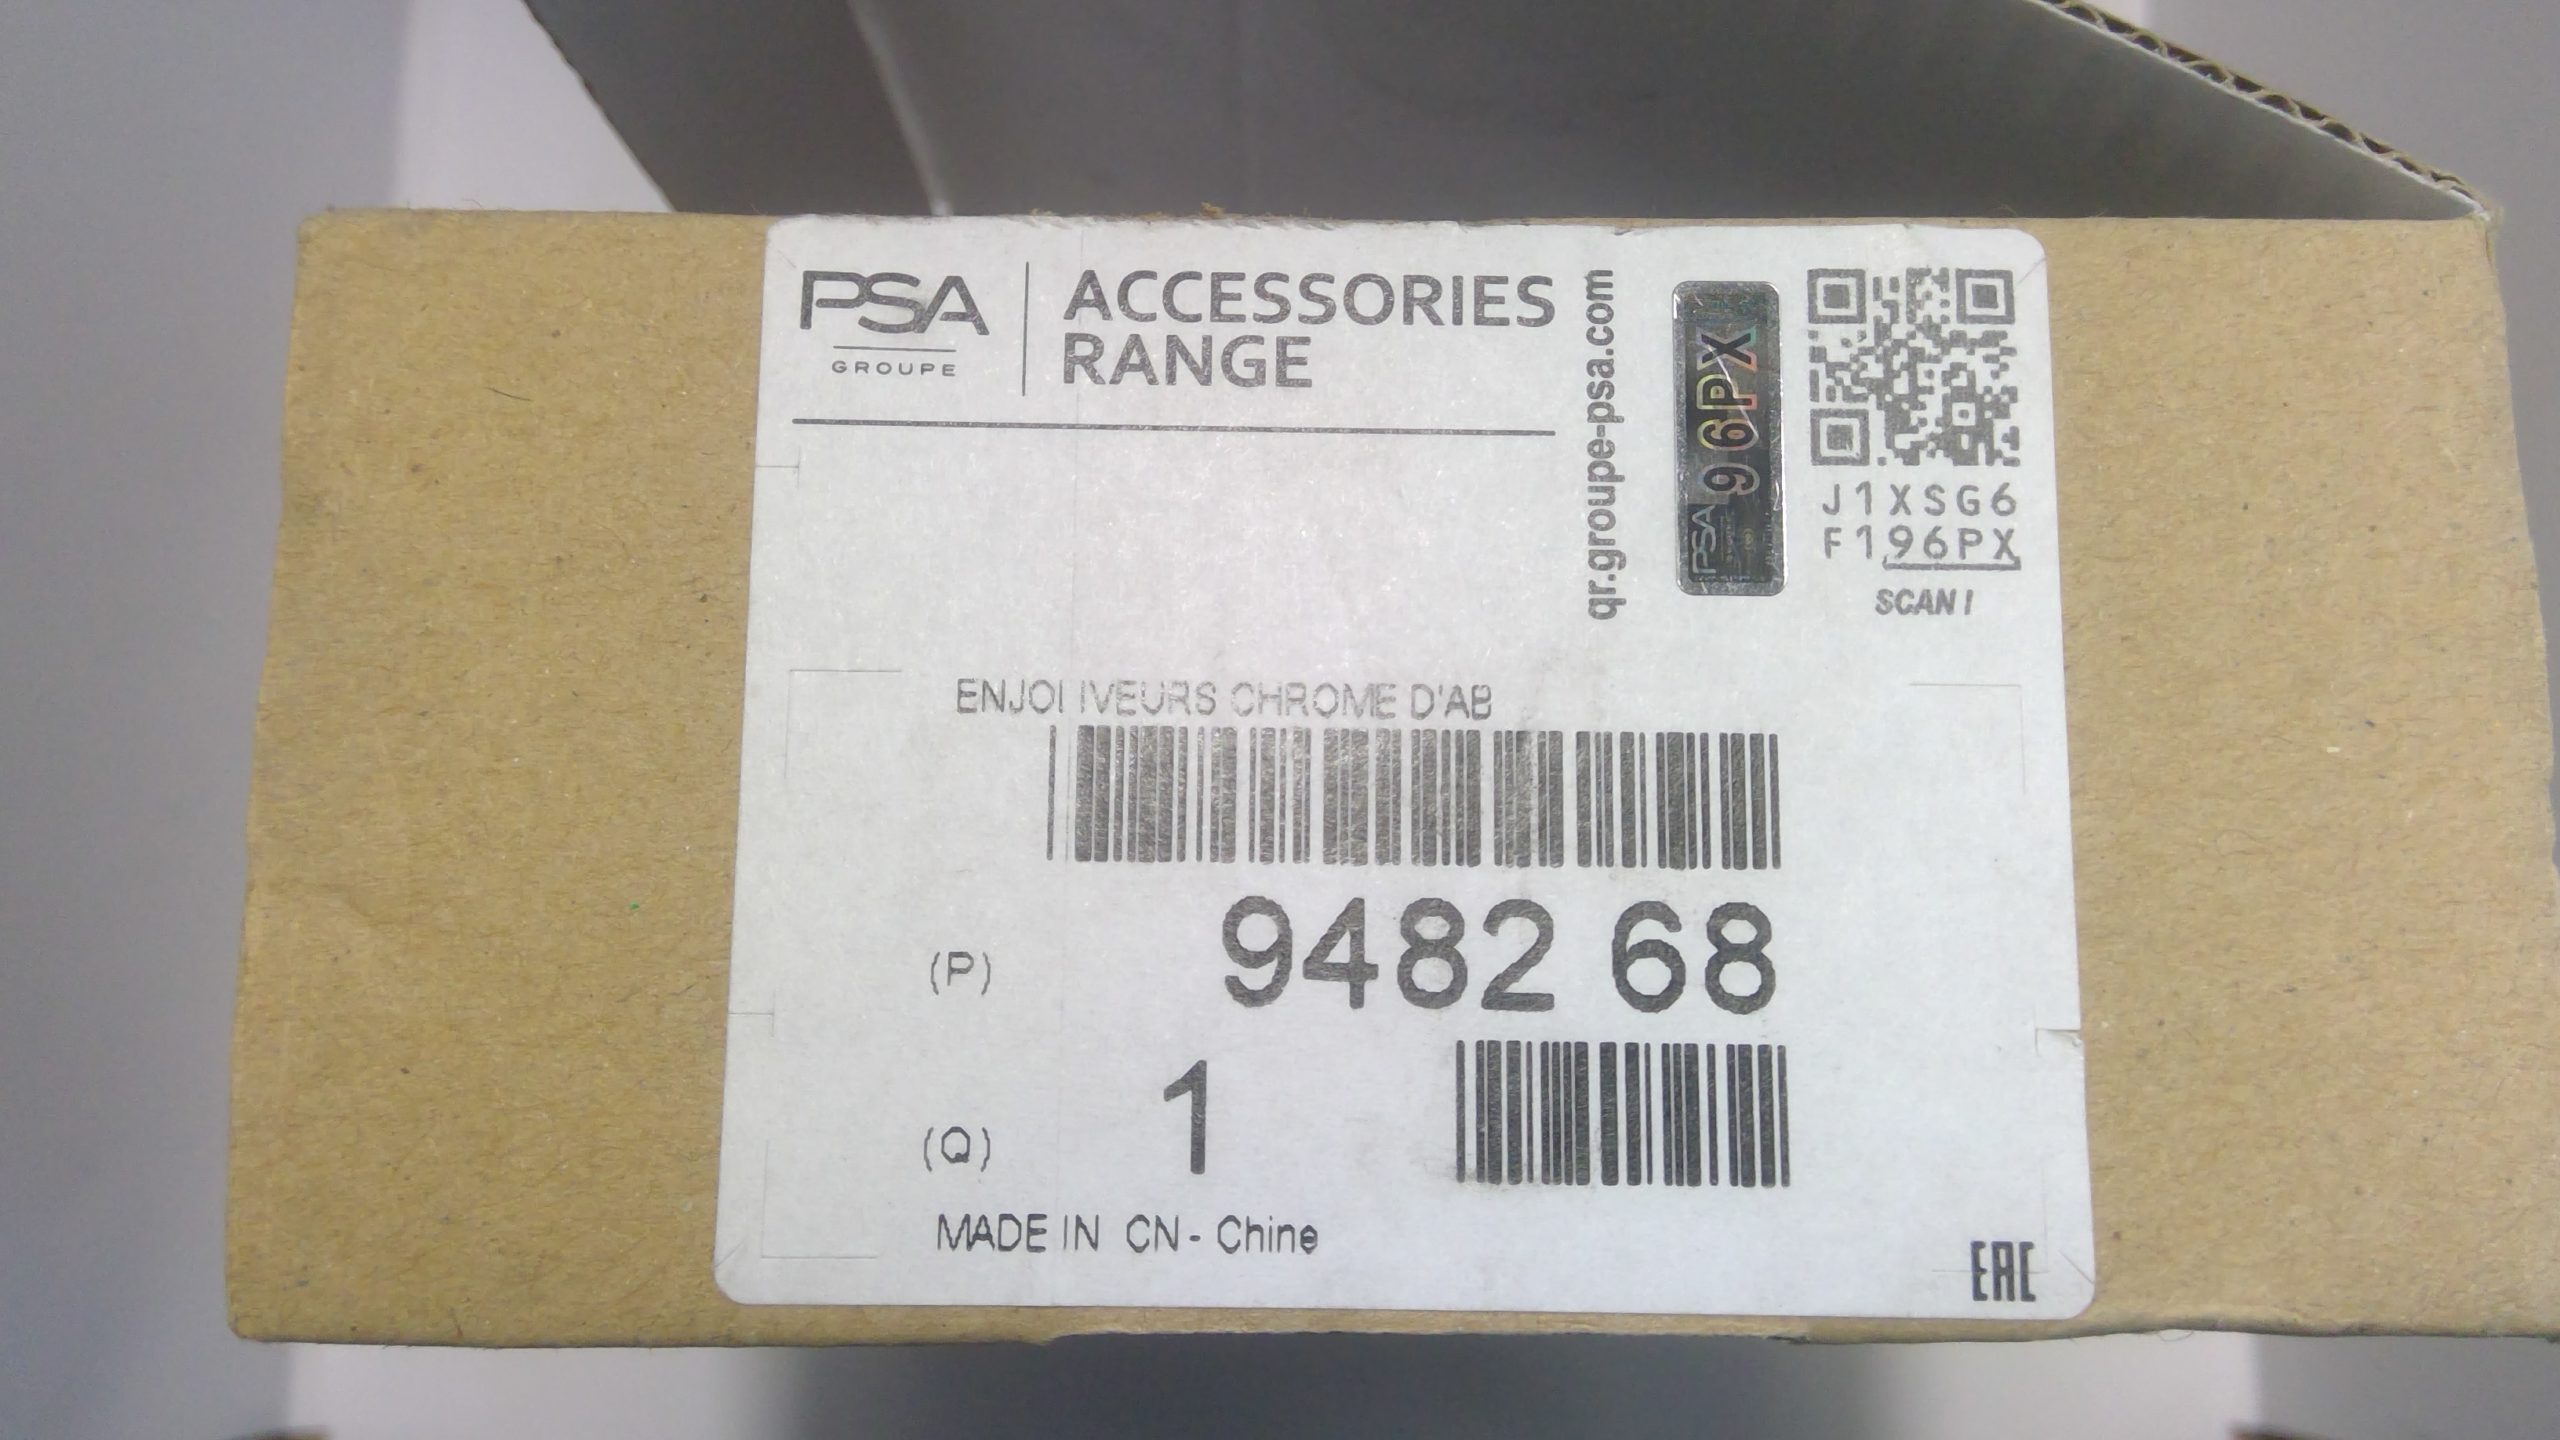 PSA
GROUPE
ACCESSORIES
RANGE
qr.groupe-psa.com
PSA 96PX
J1XSG6
F196PX
SCAN!
ENJOLIVEURS CHROME D'AB
(P) 9482 68
(Q) 1
MADE IN CN - Chine
EAC